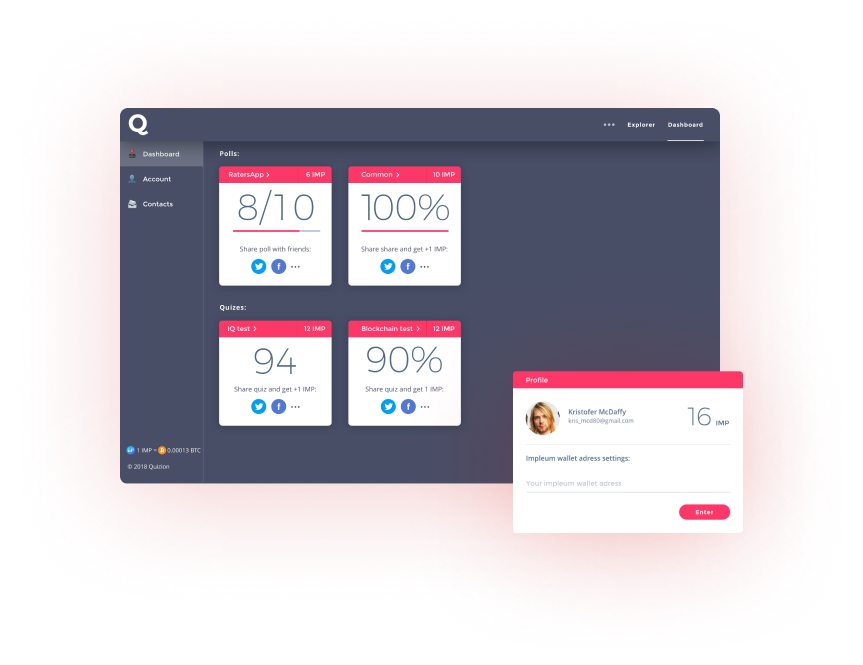 Q
••• Explorer Dashboard
Dashboard
Account
Contacts
Polls:
RatersApp › 6 IMP
8/10
Share poll with friends:
Common › 10 IMP
100%
Share share and get +1 IMP:
Quizes:
IQ test › 12 IMP
94
Share quiz and get +1 IMP:
Blockchain test › 12 IMP
90%
Share quiz and get 1 IMP:
1 IMP = 0.00013 BTC
© 2018 Quizion
Profile
Kristofer McDaffy
kris_mcd80@gmail.com
16 IMP
Impleum wallet adress settings:
Your impleum wallet adress
Enter